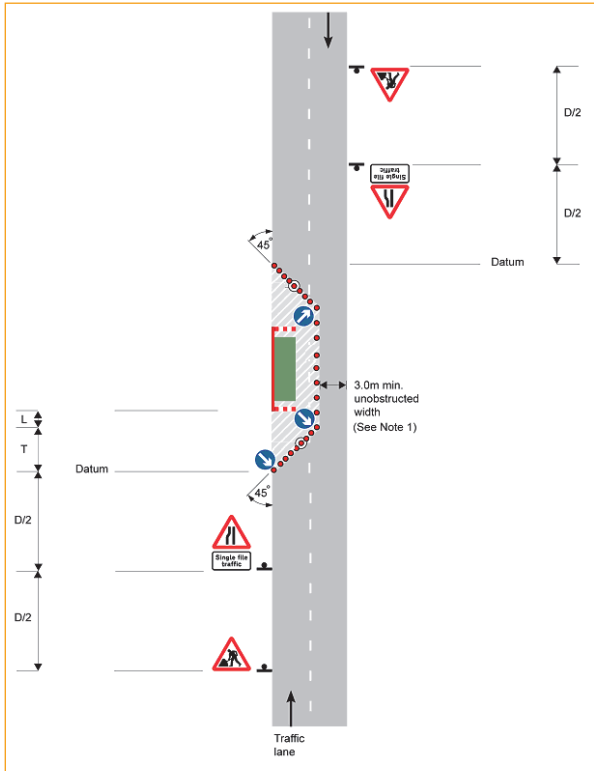 D/2
Single file
traffic
D/2
45°
Datum
3.0m min.
unobstructed
width
(See Note 1)
L
T
Datum
45°
D/2
Single file
traffic
D/2
Traffic
lane